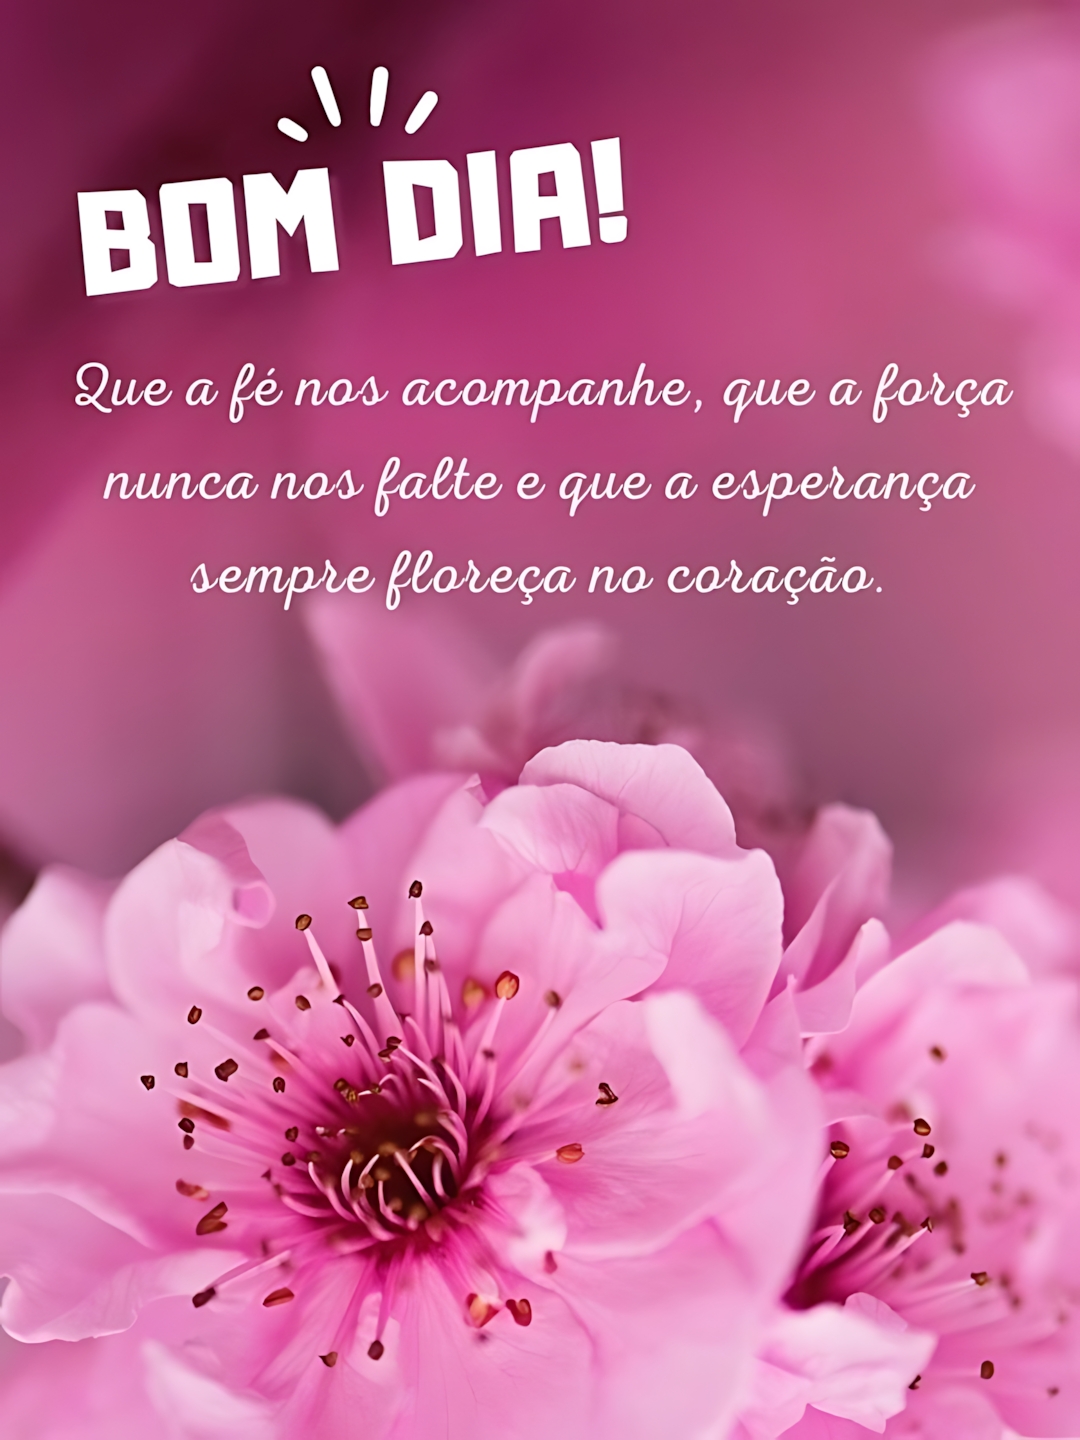 BOM DIA!
Que a fé nos acompanhe, que a força
nunca nos falte e que a esperança
sempre floreça no coração.